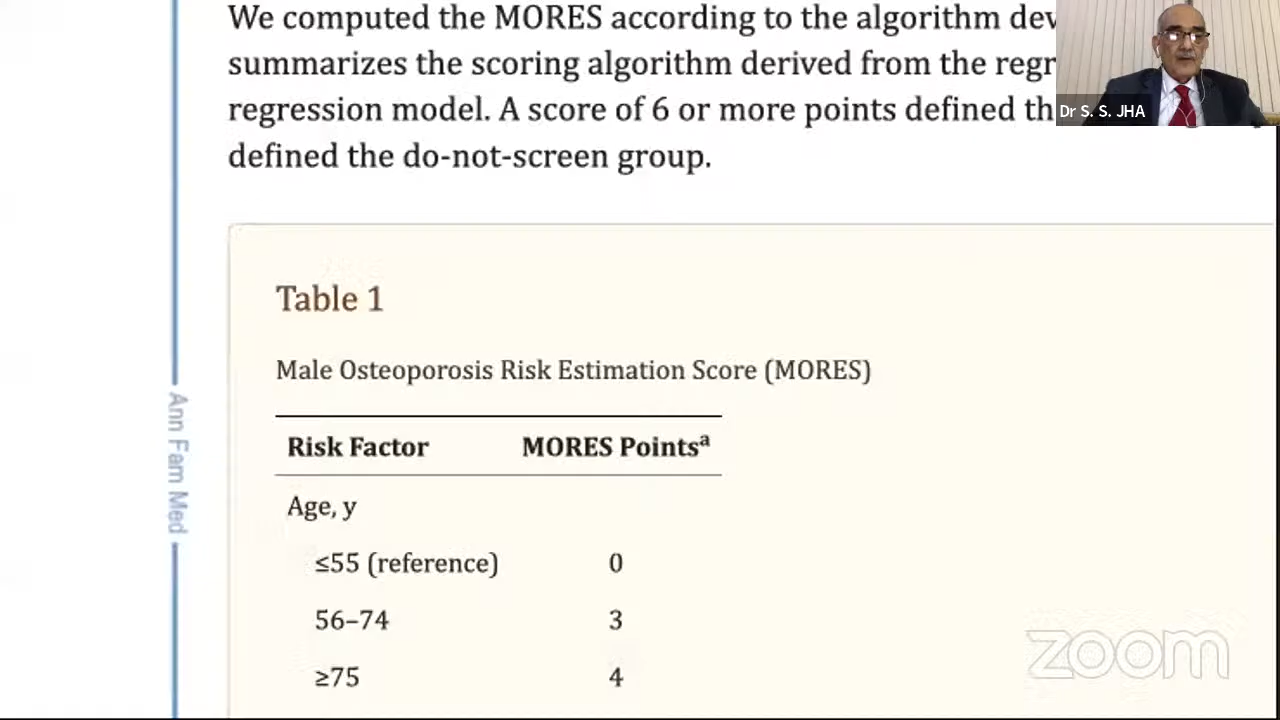 We computed the MORES according to the algorithm dev
summarizes the scoring algorithm derived from the regr
regression model. A score of 6 or more points defined th
defined the do-not-screen group.
Dr S. S. JHA
Table 1
Male Osteoporosis Risk Estimation Score (MORES)
Risk Factor MORES Pointsᵃ
Age, y
≤55 (reference) 0
56–74 3
≥75 4
Ann Fam Med
zoom